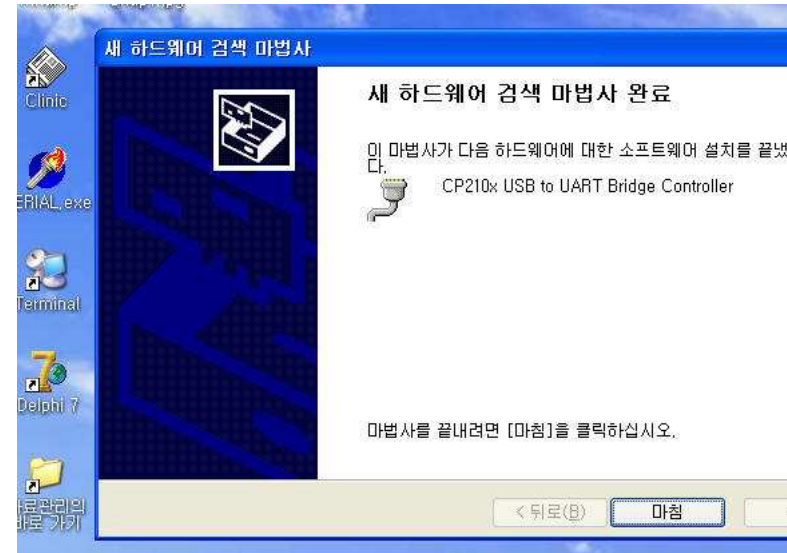 새 하드웨어 검색 마법사
Clinic
ERIAL.exe
Terminal
Delphi 7
료관리의
바로 가기
새 하드웨어 검색 마법사 완료
이 마법사가 다음 하드웨어에 대한 소프트웨어 설치를 끝냈
다.
CP210x USB to UART Bridge Controller
마법사를 끝내려면 [마침]을 클릭하십시오.
< 뒤로(B)
마침